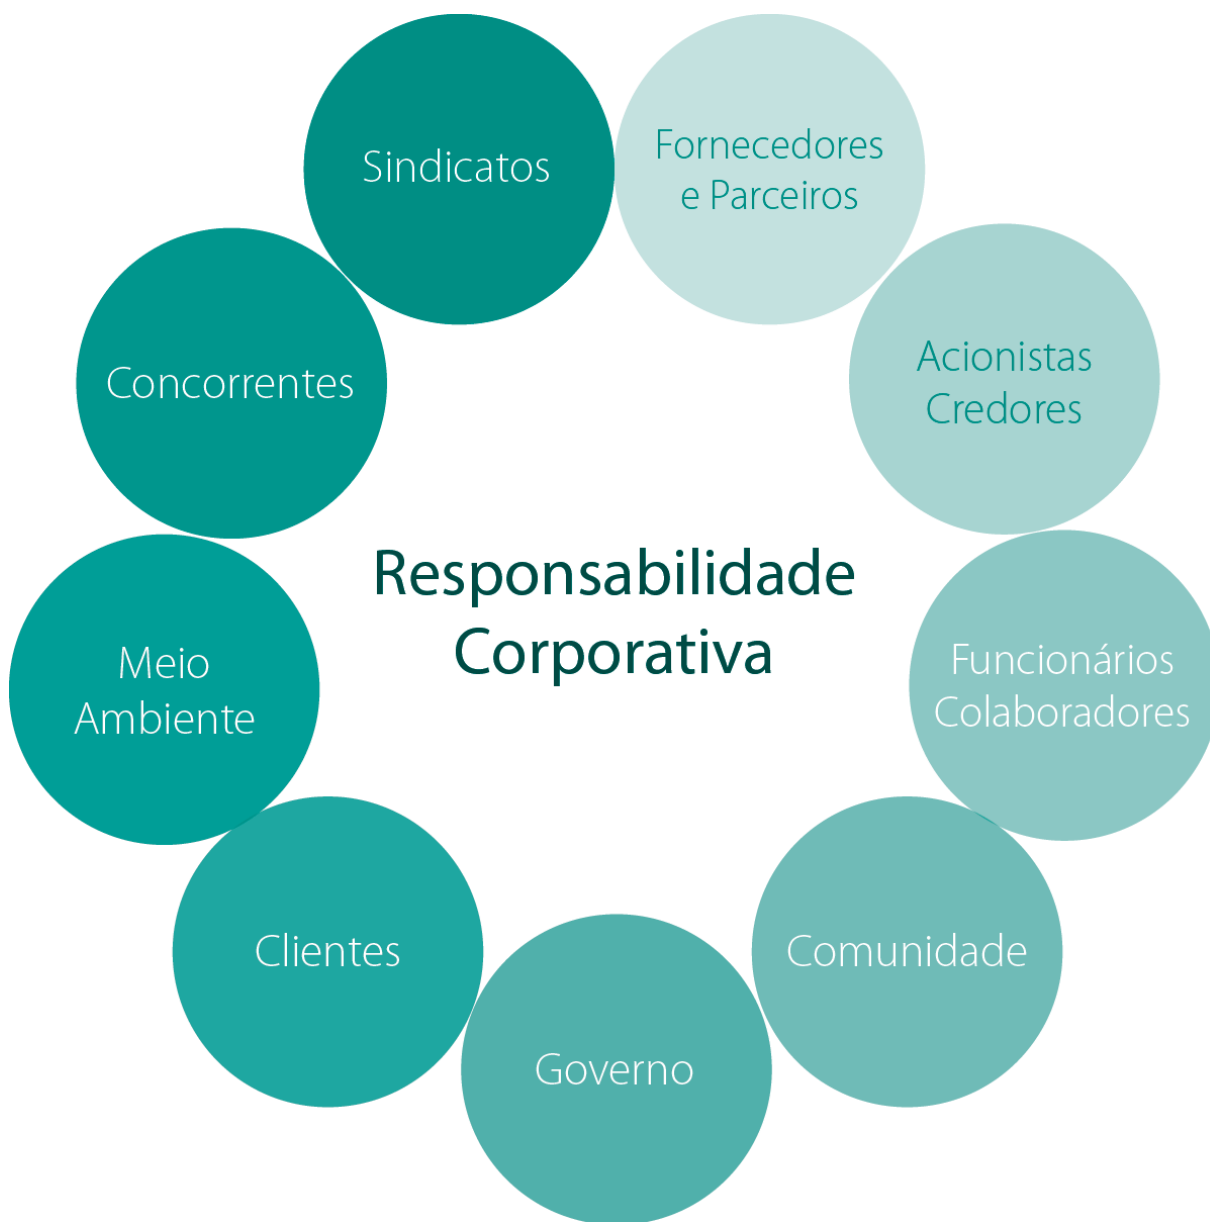 Sindicatos
Fornecedores
e Parceiros
Acionistas
Credores
Funcionários
Colaboradores
Comunidade
Governo
Clientes
Meio
Ambiente
Concorrentes
Responsabilidade
Corporativa